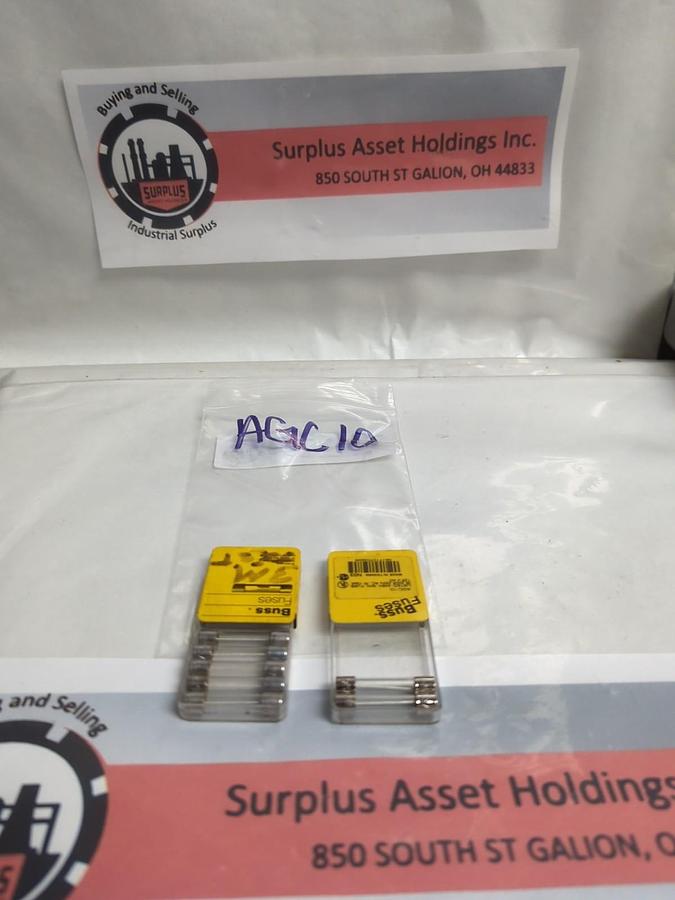 Buying and Selling
Surplus Asset Holdings Inc.
850 SOUTH ST GALION, OH 44833
SURPLUS
Industrial Surplus
AGC10
Buss
Fuses
Buss
Fuses
g and Selling
Surplus Asset Holdings
850 SOUTH ST GALION, O
S